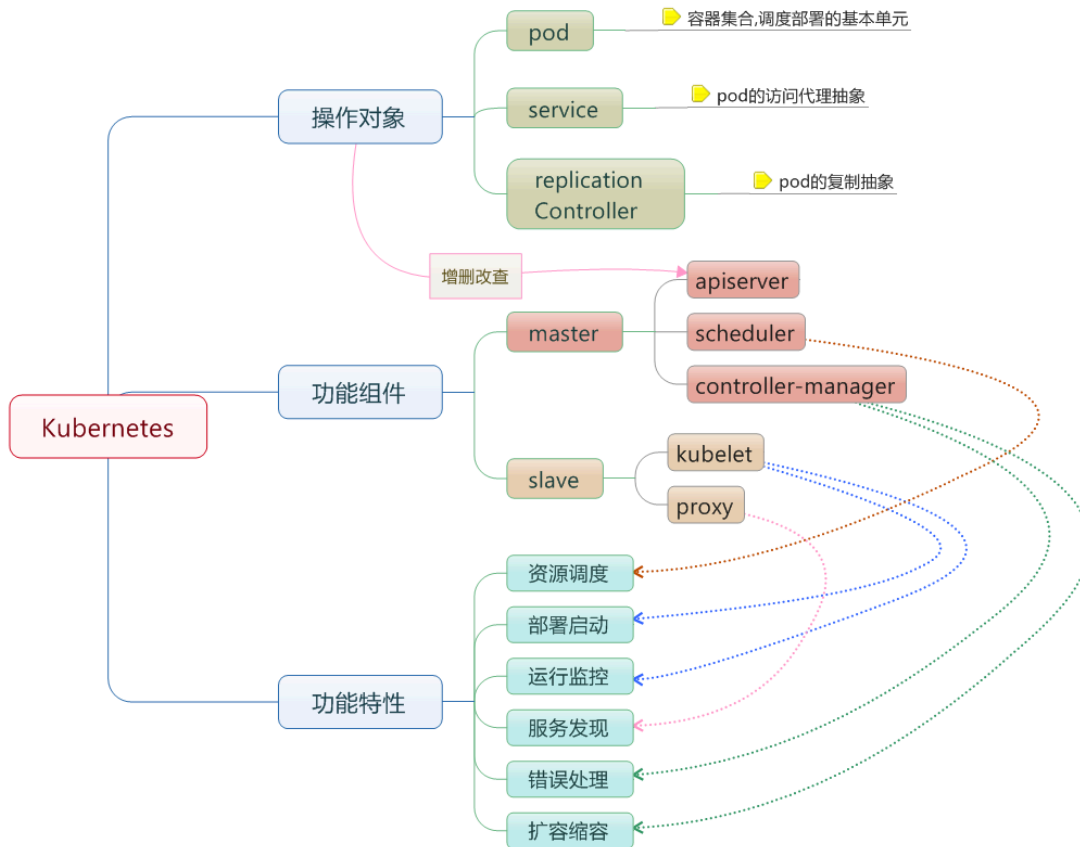 pod
容器集合,调度部署的基本单元
操作对象
service
pod的访问代理抽象
replication
Controller
pod的复制抽象
增删改查
apiserver
master
scheduler
功能组件
controller-manager
Kubernetes
kubelet
slave
proxy
资源调度
部署启动
运行监控
功能特性
服务发现
错误处理
扩容缩容